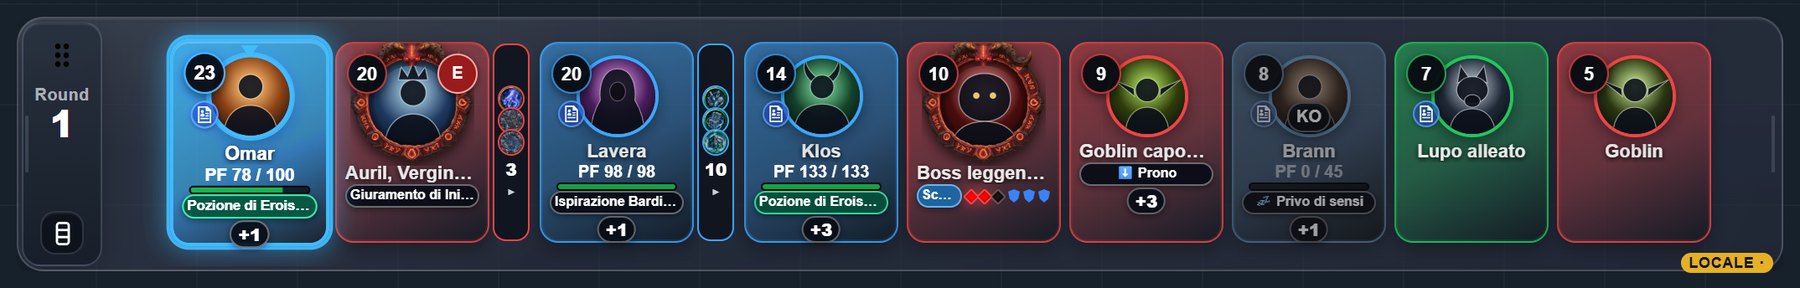 Round
1
23
Omar
PF 78 / 100
Pozione di Erois...
+1
20
E
Auril, Vergin...
Giuramento di Ini...
3
20
Lavera
PF 98 / 98
Ispirazione Bardi...
+1
10
14
Klos
PF 133 / 133
Pozione di Erois...
+3
10
Boss leggen...
Sc...
9
Goblin capo...
Prono
+3
8
KO
Brann
PF 0 / 45
Privo di sensi
+1
7
Lupo alleato
5
Goblin
LOCALE ·